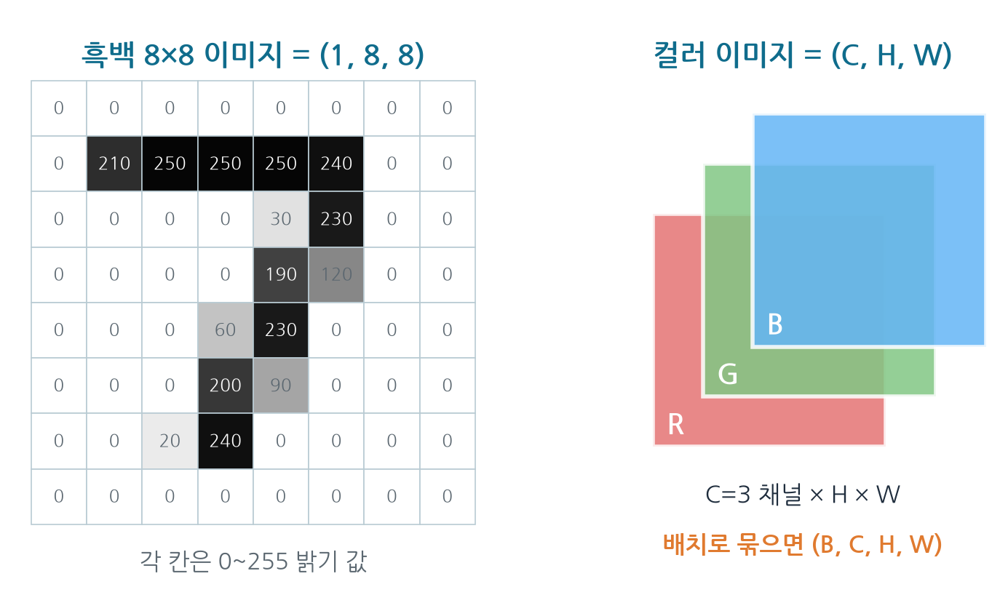 흑백 8×8 이미지 = (1, 8, 8)
0 0 0 0 0 0 0 0
0 210 250 250 250 240 0 0
0 0 0 0 30 230 0 0
0 0 0 0 190 120 0 0
0 0 0 60 230 0 0 0
0 0 0 200 90 0 0 0
0 0 20 240 0 0 0 0
0 0 0 0 0 0 0 0
각 칸은 0~255 밝기 값
컬러 이미지 = (C, H, W)
B
G
R
C=3 채널 × H × W
배치로 묶으면 (B, C, H, W)